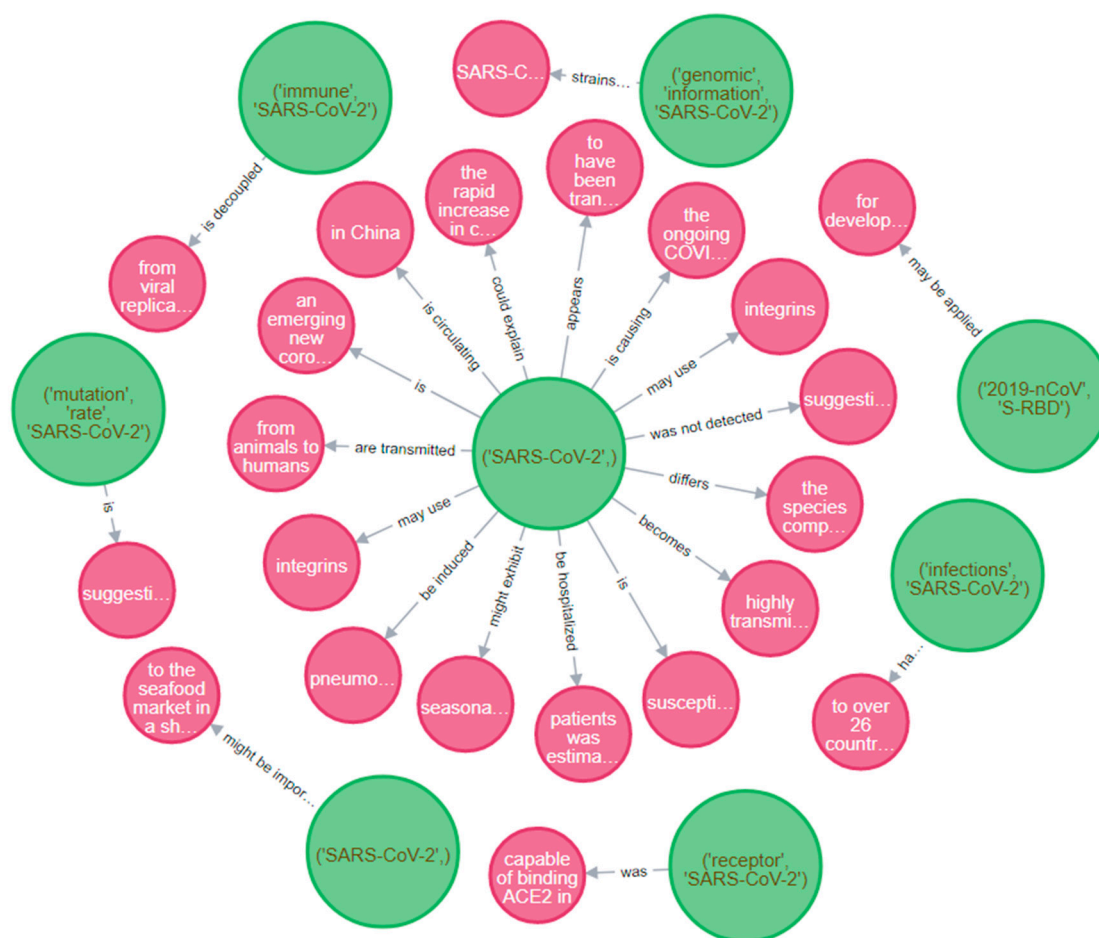 ('immune',
'SARS-CoV-2')
is decoupled
from
viral
replica…
SARS-C…
strains…
('genomic',
'information',
'SARS-CoV-2')
in China
is circulating
the
rapid
increase
in c…
could explain
to
have
been
tran…
appears
the
ongoing
COVI…
is causing
for
develop…
may be applied
('2019-nCoV',
'S-RBD')
an
emerging
new
coro…
is
integrins
may use
('mutation',
'rate',
'SARS-CoV-2')
is
suggesti…
from
animals to
humans
are transmitted
('SARS-CoV-2',)
was not detected
suggesti…
differs
the
species
comp…
integrins
may use
becomes
highly
transmi…
('infections',
'SARS-CoV-2')
ha…
to over
26
countr…
be induced
pneumo…
might exhibit
seasona…
be hospitalized
patients
was
estima…
is
suscepti…
to the
seafood
market in
a sh…
might be impor…
('SARS-CoV-2',)
capable
of binding
ACE2 in
was
('receptor',
'SARS-CoV-2')